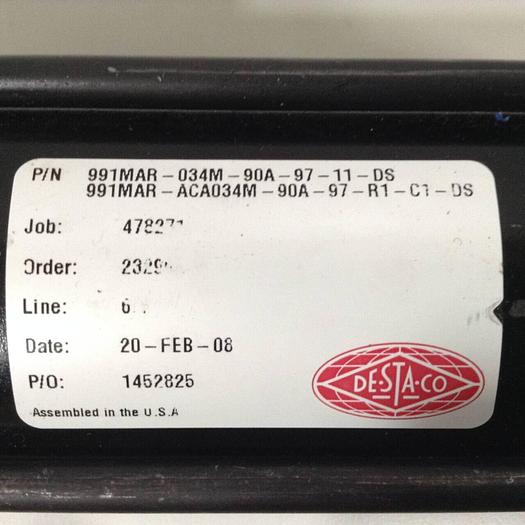 P/N 991MAR-034M-90A-97-11-DS
991MAR-ACA034M-90A-97-R1-C1-DS
Job:
Order:
Line:
Date: 20-FEB-08
P/O: 1452825
DE-STA-CO
Assembled in the U.S.A